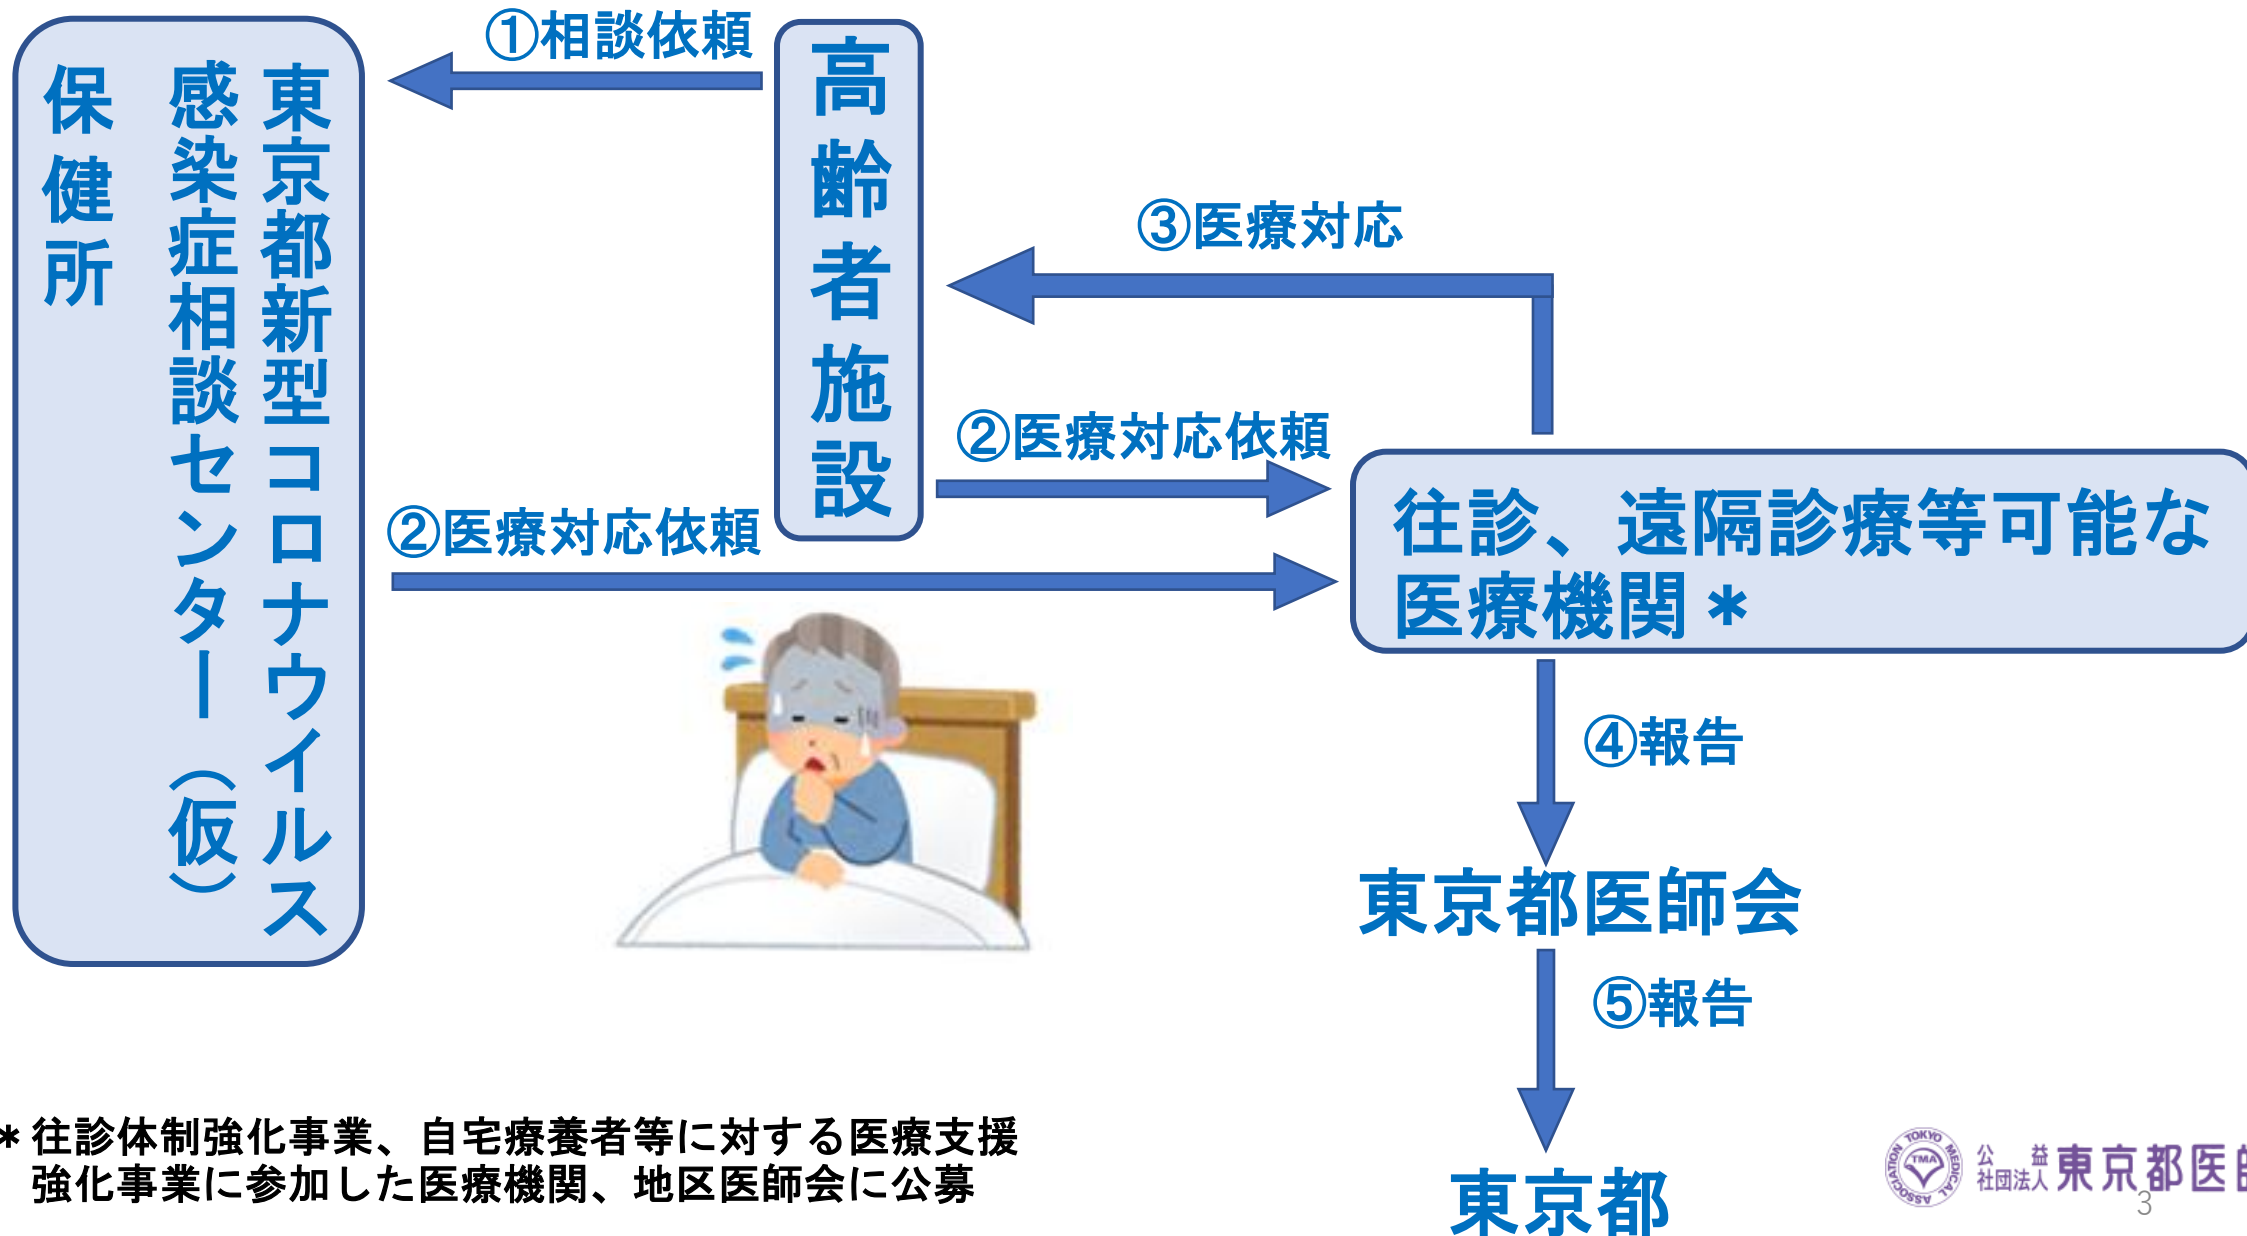 ①相談依頼
東京都新型コロナウイルス
感染症相談センター(仮)
保健所
高齢者施設
③医療対応
②医療対応依頼
②医療対応依頼
往診、遠隔診療等可能な
医療機関＊
④報告
東京都医師会
⑤報告
東京都
＊往診体制強化事業、自宅療養者等に対する医療支援
強化事業に参加した医療機関、地区医師会に公募
TOKYO MEDICAL ASSOCIATION
TMA
公益
社団法人
東京都医師
3